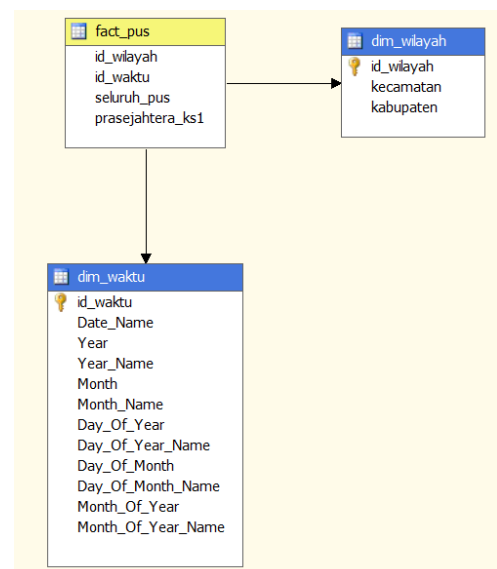 fact_pus
id_wilayah
id_waktu
seluruh_pus
prasejahtera_ks1
dim_wilayah
id_wilayah
kecamatan
kabupaten
dim_waktu
id_waktu
Date_Name
Year
Year_Name
Month
Month_Name
Day_Of_Year
Day_Of_Year_Name
Day_Of_Month
Day_Of_Month_Name
Month_Of_Year
Month_Of_Year_Name